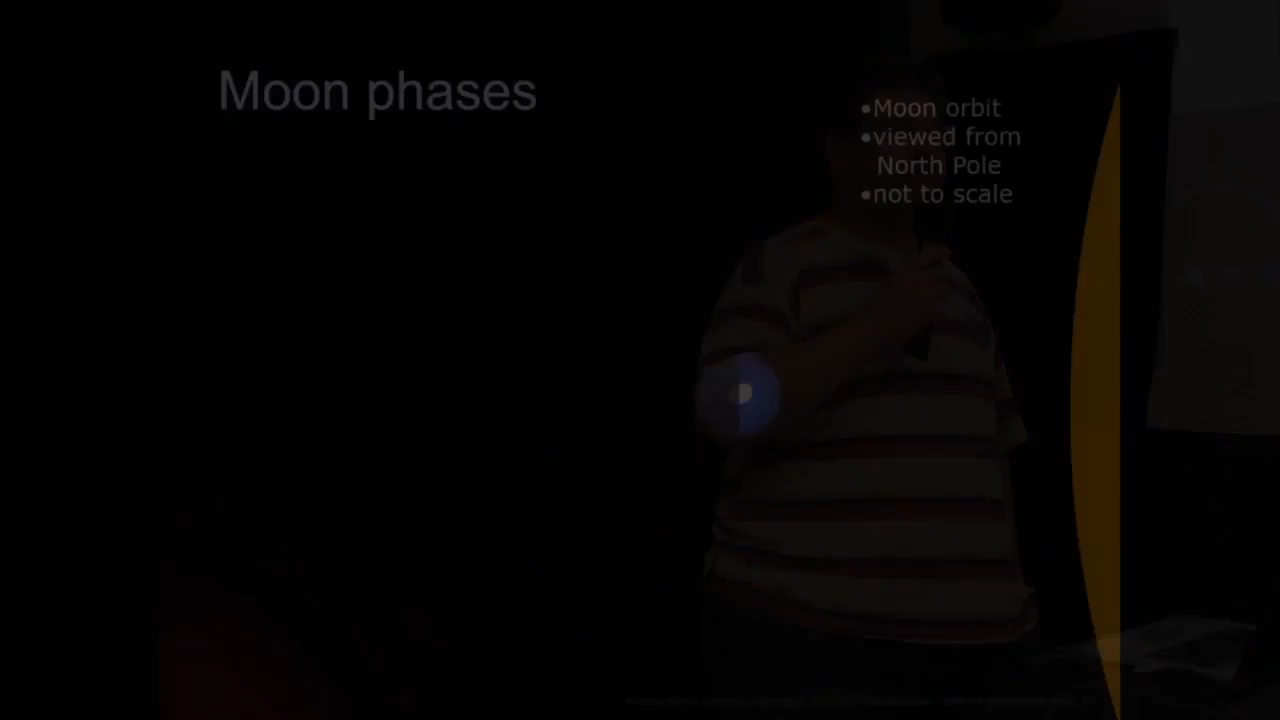 Moon phases
•Moon orbit
•viewed from
North Pole
•not to scale